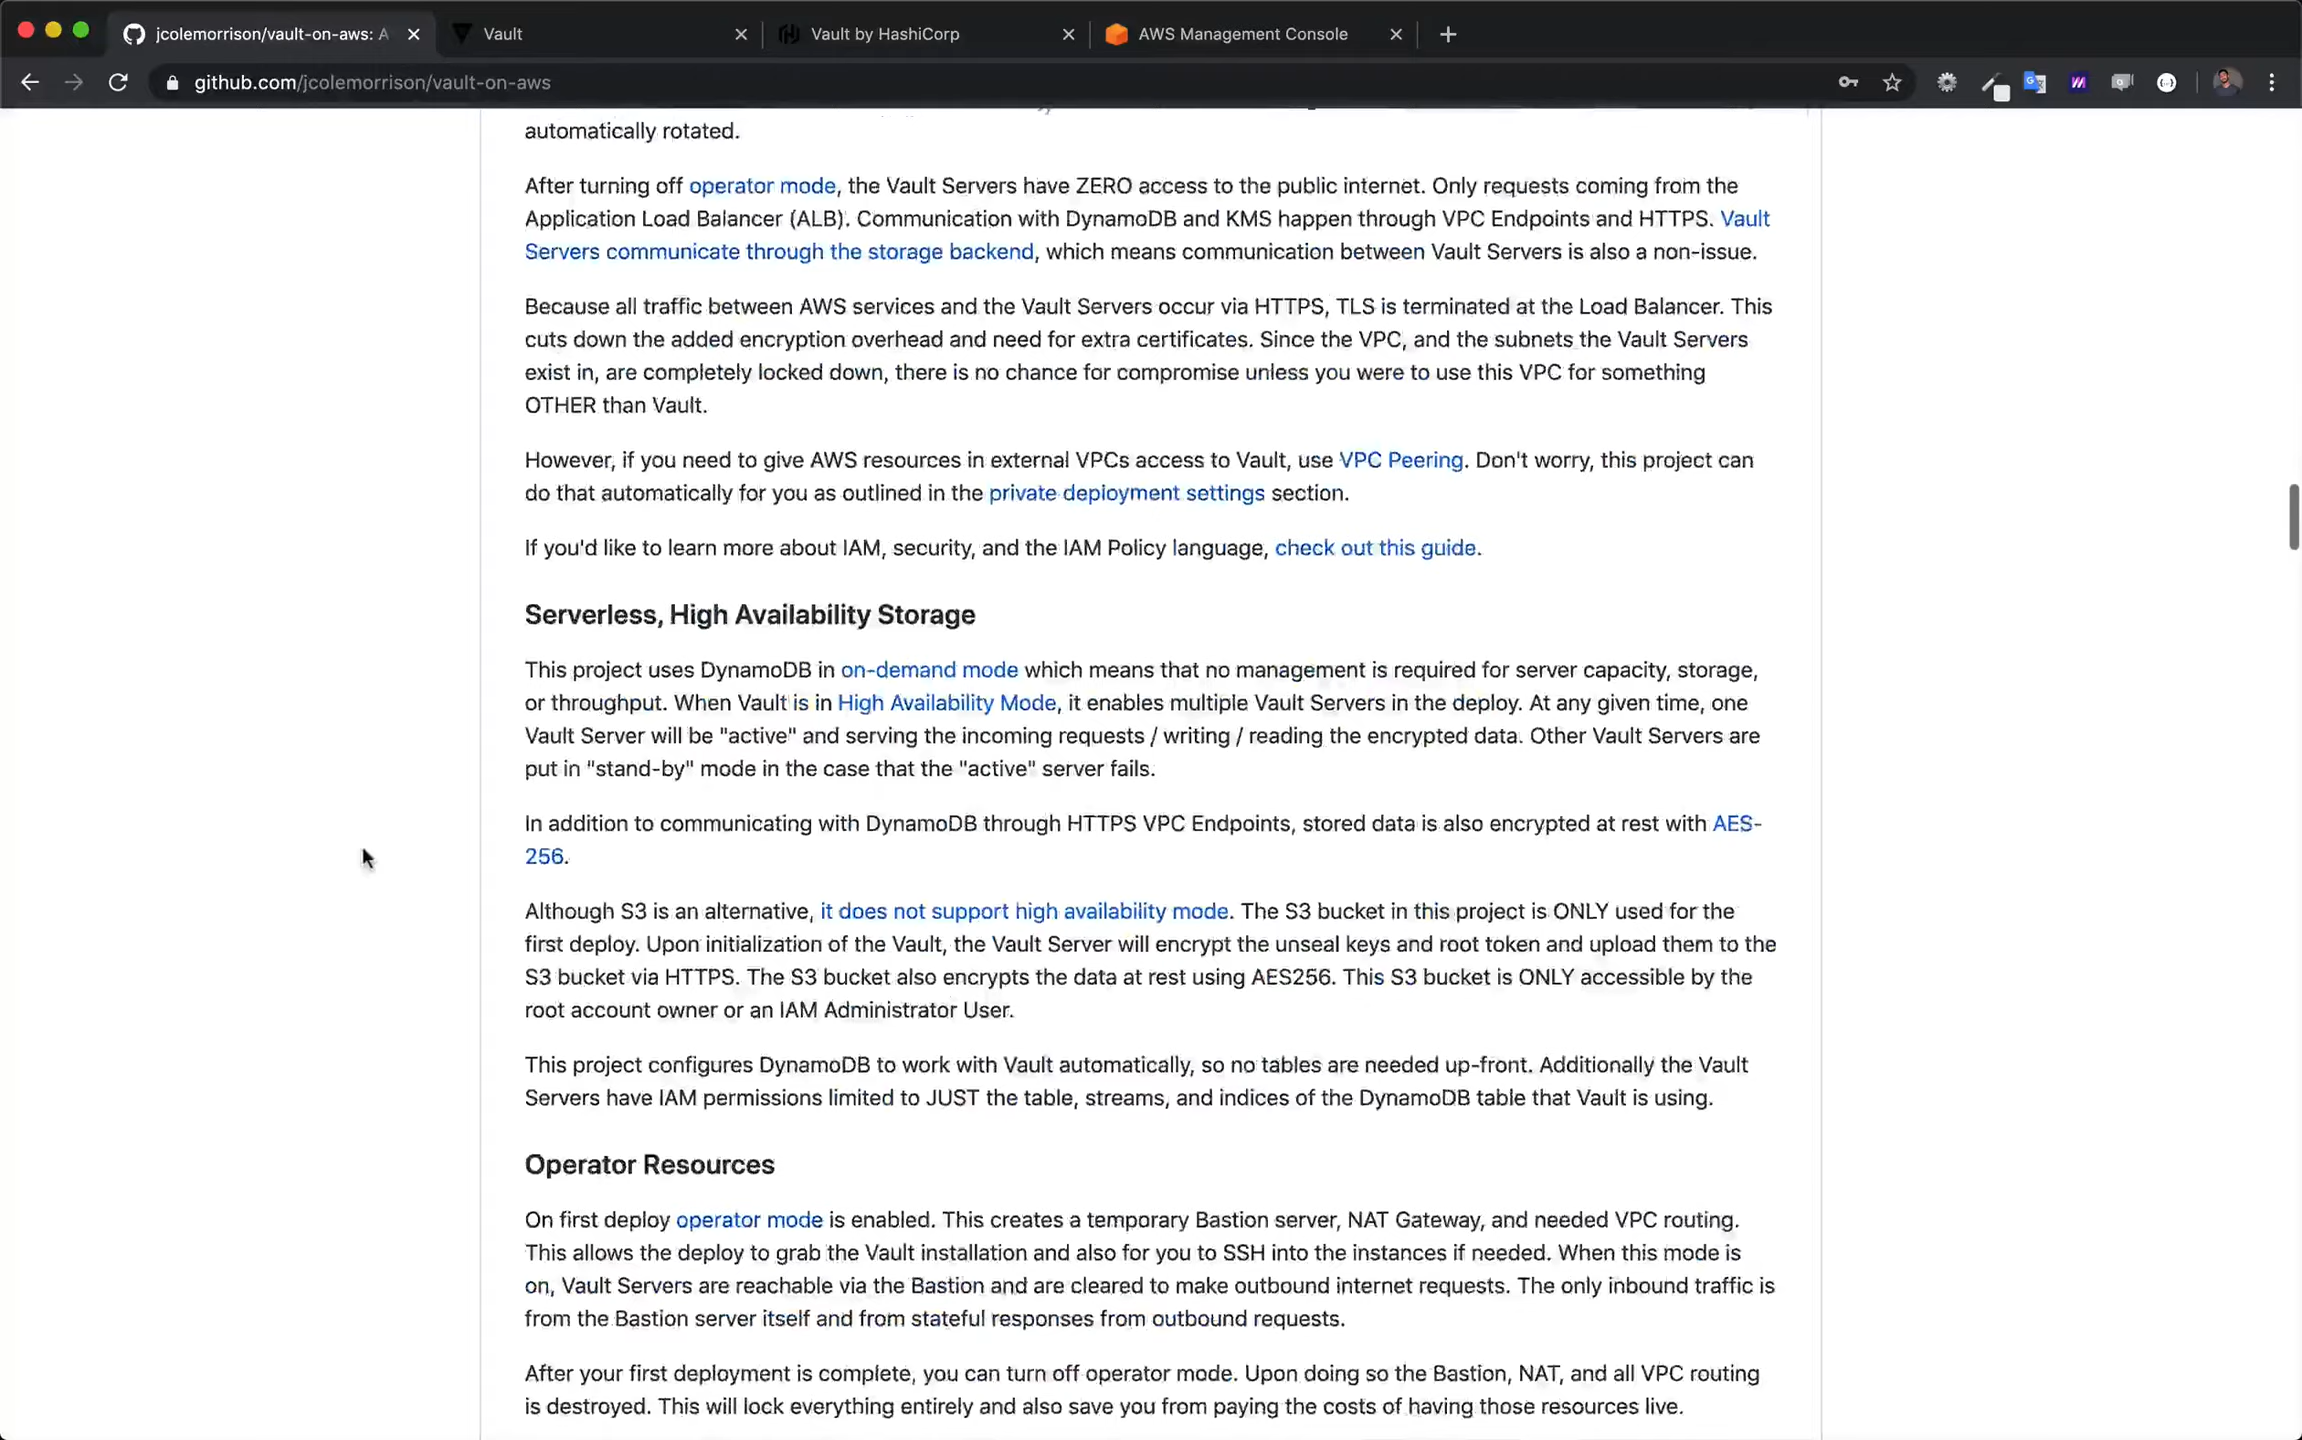 jcolemorrison/vault-on-aws: A
Vault
Vault by HashiCorp
AWS Management Console
github.com/jcolemorrison/vault-on-aws
automatically rotated.
After turning off operator mode, the Vault Servers have ZERO access to the public internet. Only requests coming from the
Application Load Balancer (ALB). Communication with DynamoDB and KMS happen through VPC Endpoints and HTTPS. Vault
Servers communicate through the storage backend, which means communication between Vault Servers is also a non-issue.
Because all traffic between AWS services and the Vault Servers occur via HTTPS, TLS is terminated at the Load Balancer. This
cuts down the added encryption overhead and need for extra certificates. Since the VPC, and the subnets the Vault Servers
exist in, are completely locked down, there is no chance for compromise unless you were to use this VPC for something
OTHER than Vault.
However, if you need to give AWS resources in external VPCs access to Vault, use VPC Peering. Don't worry, this project can
do that automatically for you as outlined in the private deployment settings section.
If you'd like to learn more about IAM, security, and the IAM Policy language, check out this guide.
Serverless, High Availability Storage
This project uses DynamoDB in on-demand mode which means that no management is required for server capacity, storage,
or throughput. When Vault is in High Availability Mode, it enables multiple Vault Servers in the deploy. At any given time, one
Vault Server will be "active" and serving the incoming requests / writing / reading the encrypted data. Other Vault Servers are
put in "stand-by" mode in the case that the "active" server fails.
In addition to communicating with DynamoDB through HTTPS VPC Endpoints, stored data is also encrypted at rest with AES-
256.
Although S3 is an alternative, it does not support high availability mode. The S3 bucket in this project is ONLY used for the
first deploy. Upon initialization of the Vault, the Vault Server will encrypt the unseal keys and root token and upload them to the
S3 bucket via HTTPS. The S3 bucket also encrypts the data at rest using AES256. This S3 bucket is ONLY accessible by the
root account owner or an IAM Administrator User.
This project configures DynamoDB to work with Vault automatically, so no tables are needed up-front. Additionally the Vault
Servers have IAM permissions limited to JUST the table, streams, and indices of the DynamoDB table that Vault is using.
Operator Resources
On first deploy operator mode is enabled. This creates a temporary Bastion server, NAT Gateway, and needed VPC routing.
This allows the deploy to grab the Vault installation and also for you to SSH into the instances if needed. When this mode is
on, Vault Servers are reachable via the Bastion and are cleared to make outbound internet requests. The only inbound traffic is
from the Bastion server itself and from stateful responses from outbound requests.
After your first deployment is complete, you can turn off operator mode. Upon doing so the Bastion, NAT, and all VPC routing
is destroyed. This will lock everything entirely and also save you from paying the costs of having those resources live.